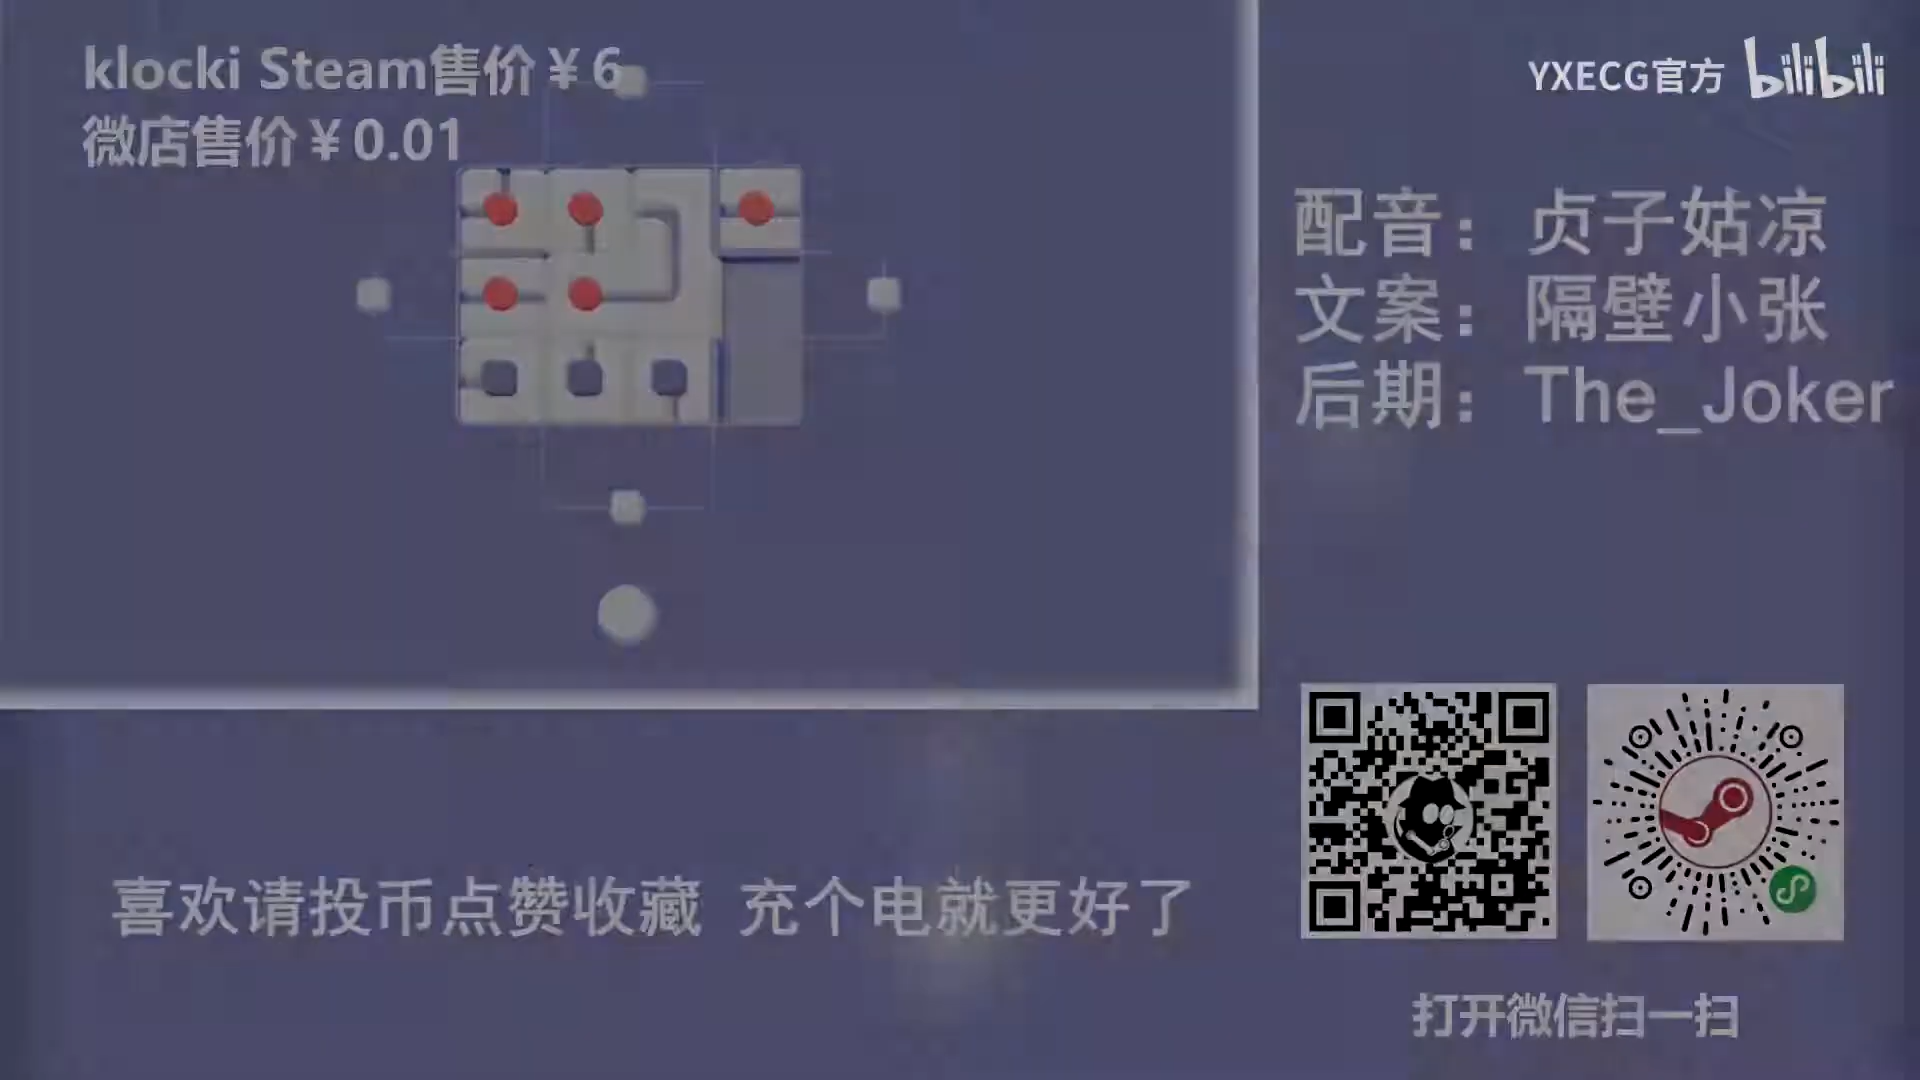 klocki Steam售价￥6
微店售价￥0.01
YXECG官方 bilibili
配音：贞子姑凉
文案：隔壁小张
后期：The_Joker
喜欢请投币点赞收藏 充个电就更好了
打开微信扫一扫